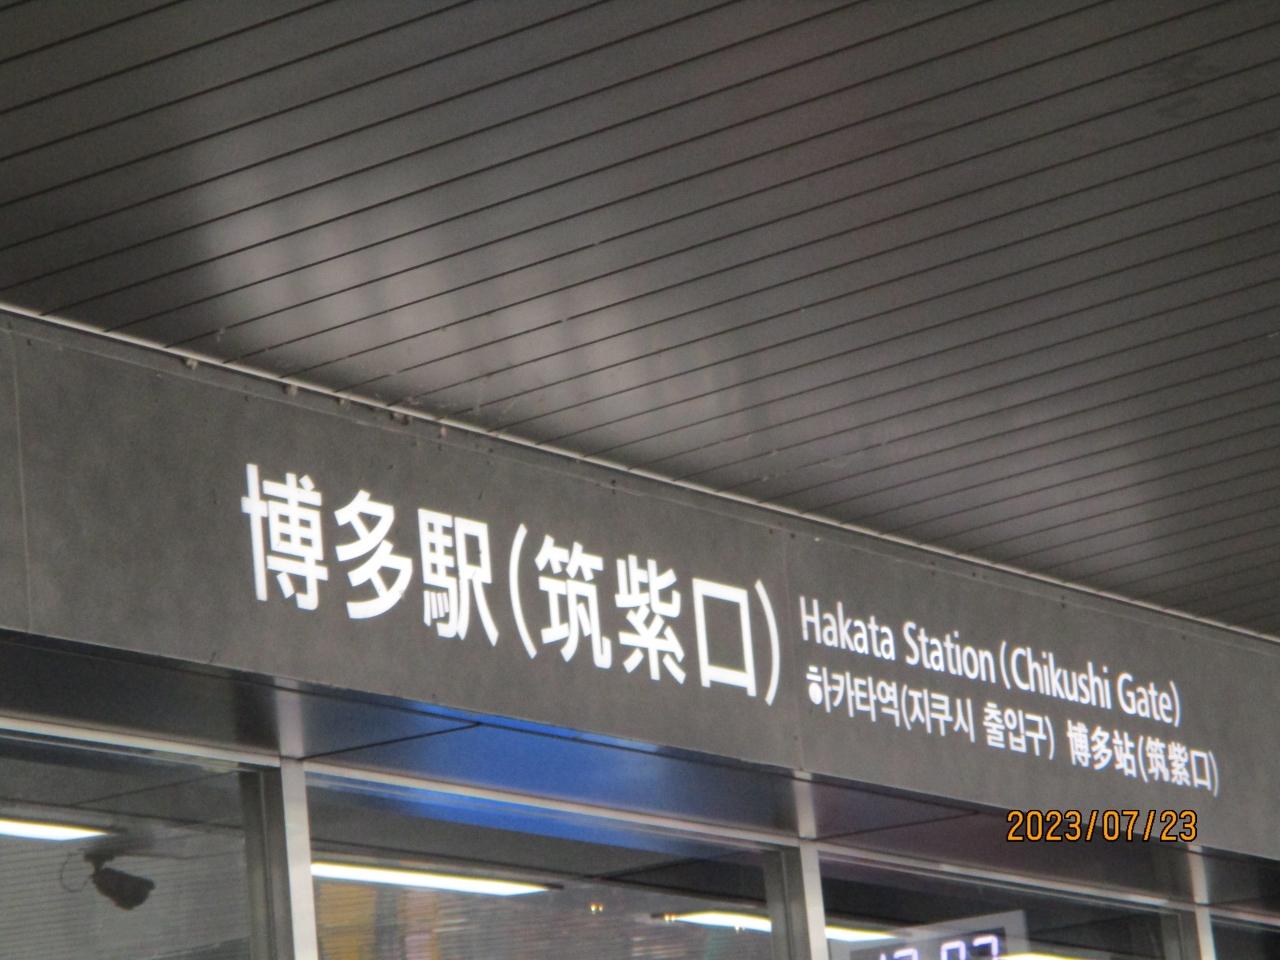 博多駅(筑紫口)
Hakata Station (Chikushi Gate)
하카타역(지쿠시 출입구) 博多站(筑紫口)
2023/07/23